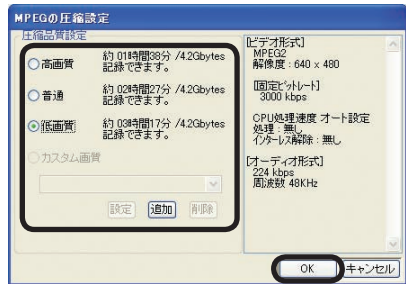 MPEGの圧縮設定
圧縮品質設定
高画質
約 01時間38分 /4.2Gbytes
記録できます。
普通
約 02時間27分 /4.2Gbytes
記録できます。
低画質
約 03時間17分 /4.2Gbytes
記録できます。
カスタム画質
設定 追加 削除
[ビデオ形式]
MPEG2
解像度 : 640 x 480
[固定ビットレート]
3000 kbps
CPU処理速度 オート設定
処理 : 無し
インターレス解除 : 無し
[オーディオ形式]
224 kbps
周波数 48KHz
OK キャンセル